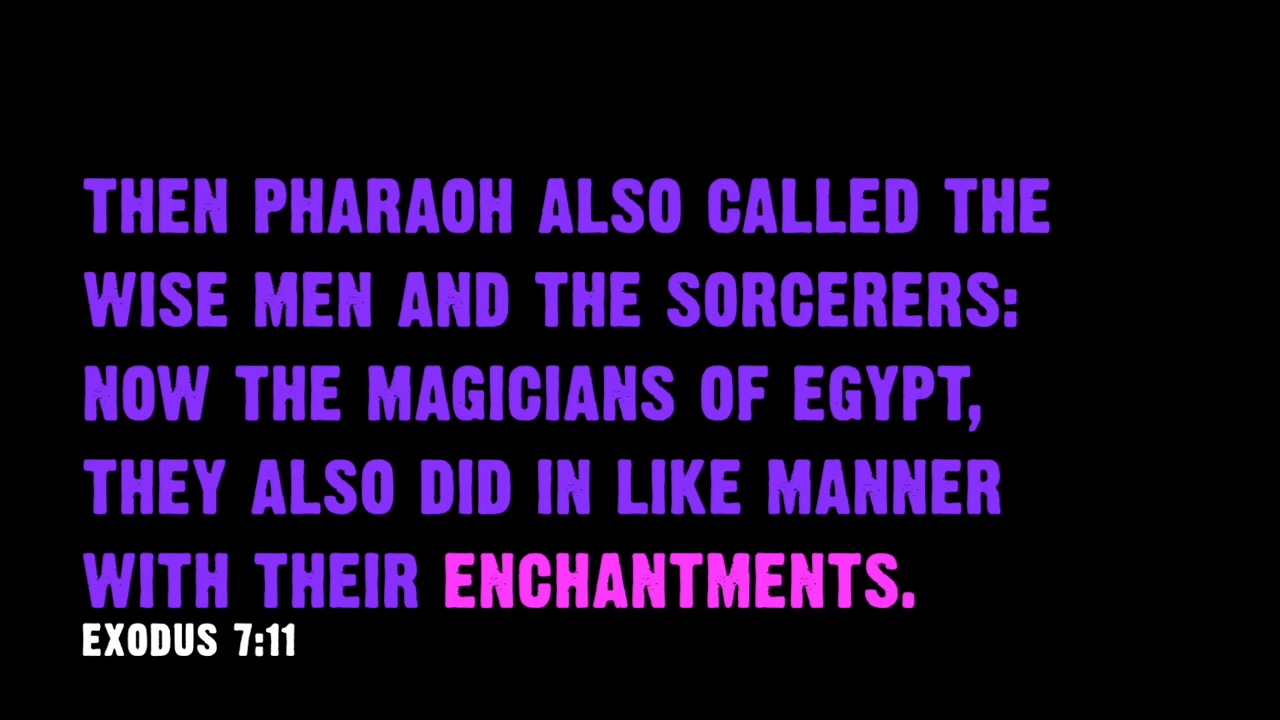 THEN PHARAOH ALSO CALLED THE
WISE MEN AND THE SORCERERS:
NOW THE MAGICIANS OF EGYPT,
THEY ALSO DID IN LIKE MANNER
WITH THEIR ENCHANTMENTS.
EXODUS 7:11